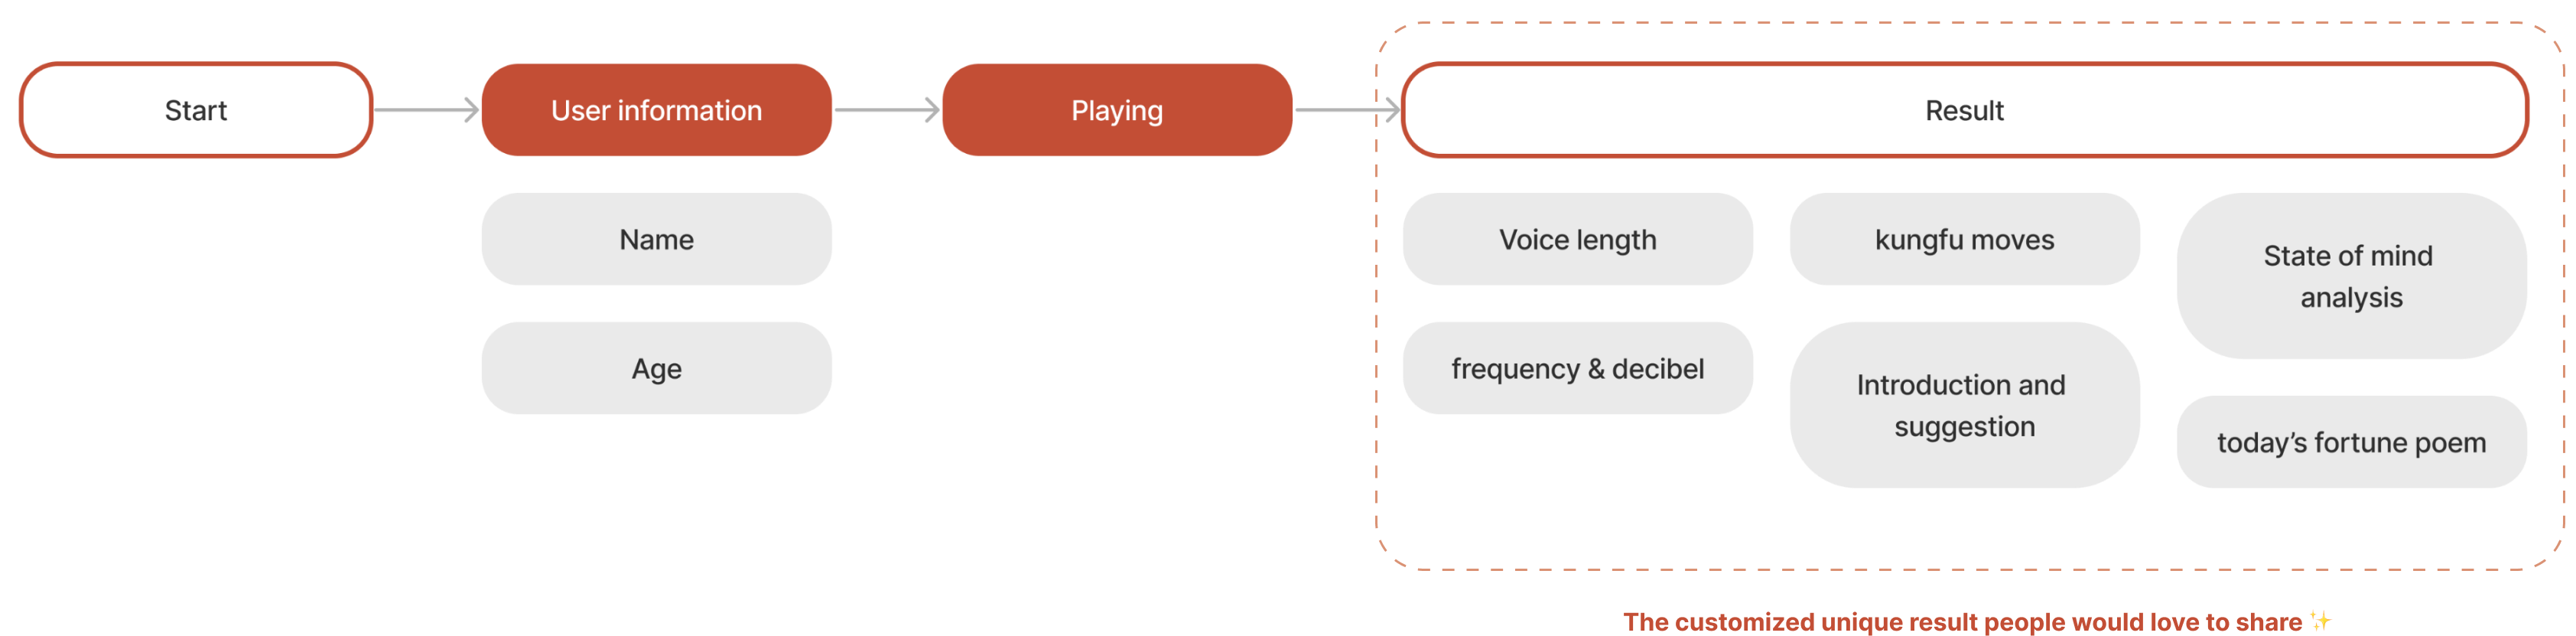 Start
User information
Playing
Result
Name
Age
Voice length
frequency & decibel
kungfu moves
Introduction and
suggestion
State of mind
analysis
today’s fortune poem
The customized unique result people would love to share ✨